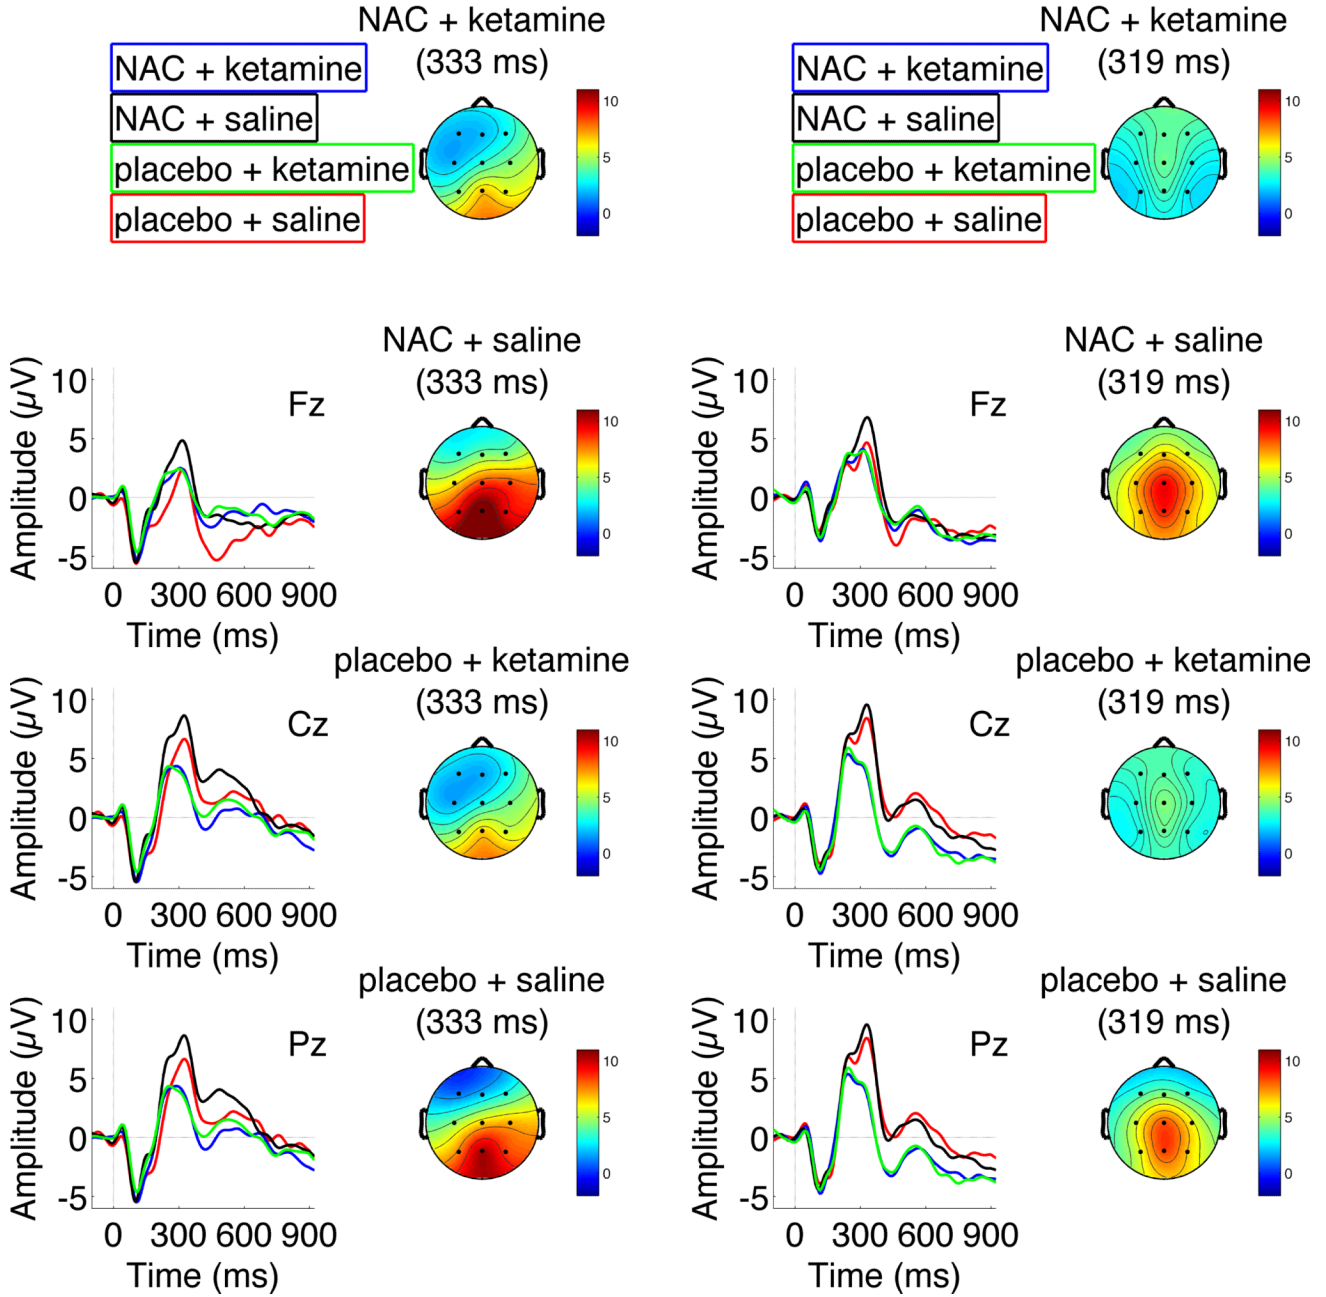 NAC + ketamine
(333 ms)
NAC + ketamine
NAC + saline
placebo + ketamine
placebo + saline
10
5
0
NAC + ketamine
(319 ms)
NAC + ketamine
NAC + saline
placebo + ketamine
placebo + saline
10
5
0
NAC + saline
(333 ms)
Amplitude (μV)
10
5
0
-5
Fz
0 300 600 900
Time (ms)
10
5
0
NAC + saline
(319 ms)
Amplitude (μV)
10
5
0
-5
Fz
0 300 600 900
Time (ms)
10
5
0
placebo + ketamine
(333 ms)
Amplitude (μV)
10
5
0
-5
Cz
0 300 600 900
Time (ms)
10
5
0
placebo + ketamine
(319 ms)
Amplitude (μV)
10
5
0
-5
Cz
0 300 600 900
Time (ms)
10
5
0
placebo + saline
(333 ms)
Amplitude (μV)
10
5
0
-5
Pz
0 300 600 900
Time (ms)
10
5
0
placebo + saline
(319 ms)
Amplitude (μV)
10
5
0
-5
Pz
0 300 600 900
Time (ms)
10
5
0